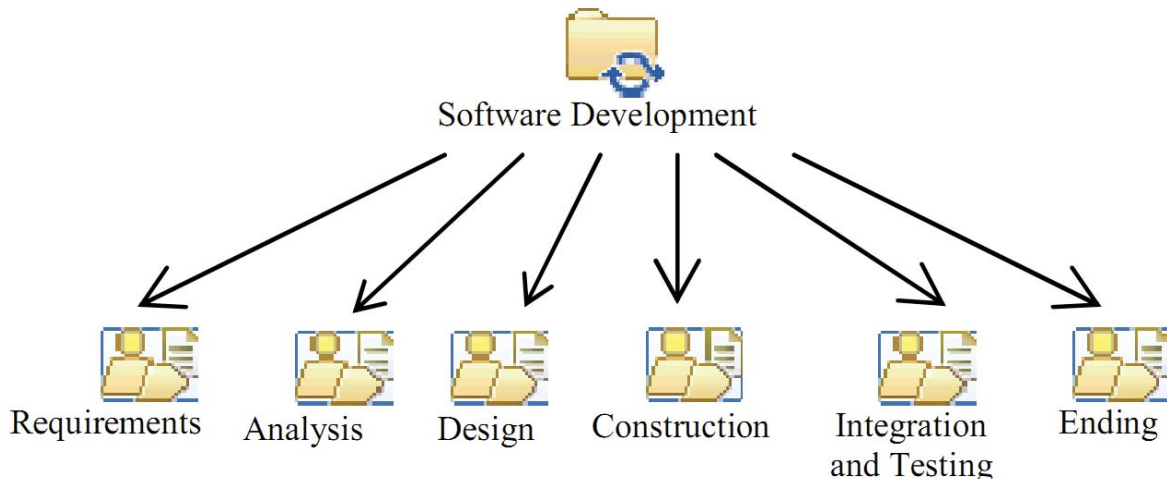 Software Development
Requirements
Analysis
Design
Construction
Integration
and Testing
Ending